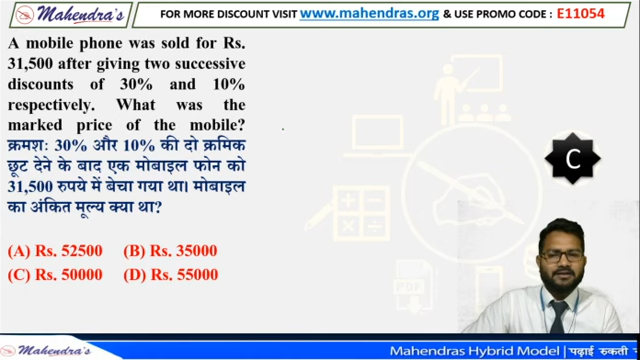 Mahendra's
FOR MORE DISCOUNT VISIT www.mahendras.org & USE PROMO CODE : E11054
A mobile phone was sold for Rs.
31,500 after giving two successive
discounts of 30% and 10%
respectively. What was the
marked price of the mobile?
क्रमशः 30% और 10% की दो क्रमिक
छूट देने के बाद एक मोबाइल फोन को
31,500 रुपये में बेचा गया था। मोबाइल
का अंकित मूल्य क्या था?
(A) Rs. 52500 (B) Rs. 35000
(C) Rs. 50000 (D) Rs. 55000
C
PDF
Mahendra's
Mahendras Hybrid Model | पढ़ाई रुकती